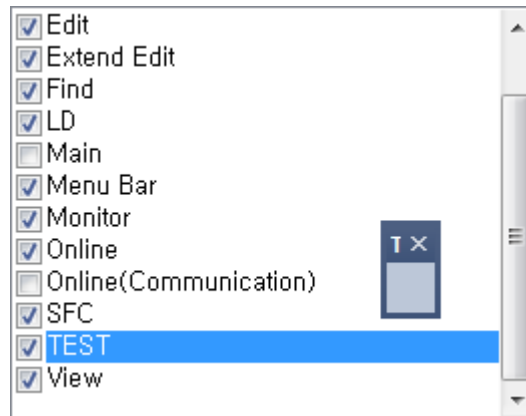 Edit
Extend Edit
Find
LD
Main
Menu Bar
Monitor
Online
T X
Online(Communication)
SFC
TEST
View